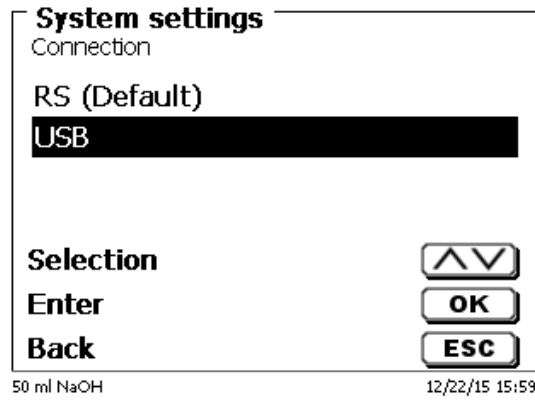 System settings
Connection
RS (Default)
USB
Selection
Enter OK
Back ESC
50 ml NaOH 12/22/15 15:59